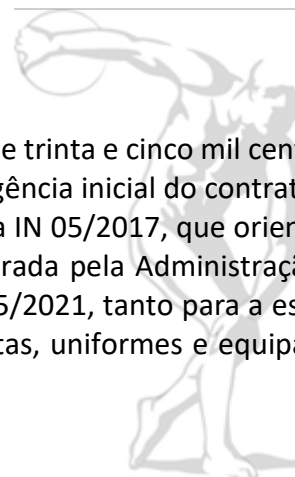 e trinta e cinco mil cent
gência inicial do contrat
a IN 05/2017, que orien
rada pela Administraçã
5/2021, tanto para a es
tas, uniformes e equipa